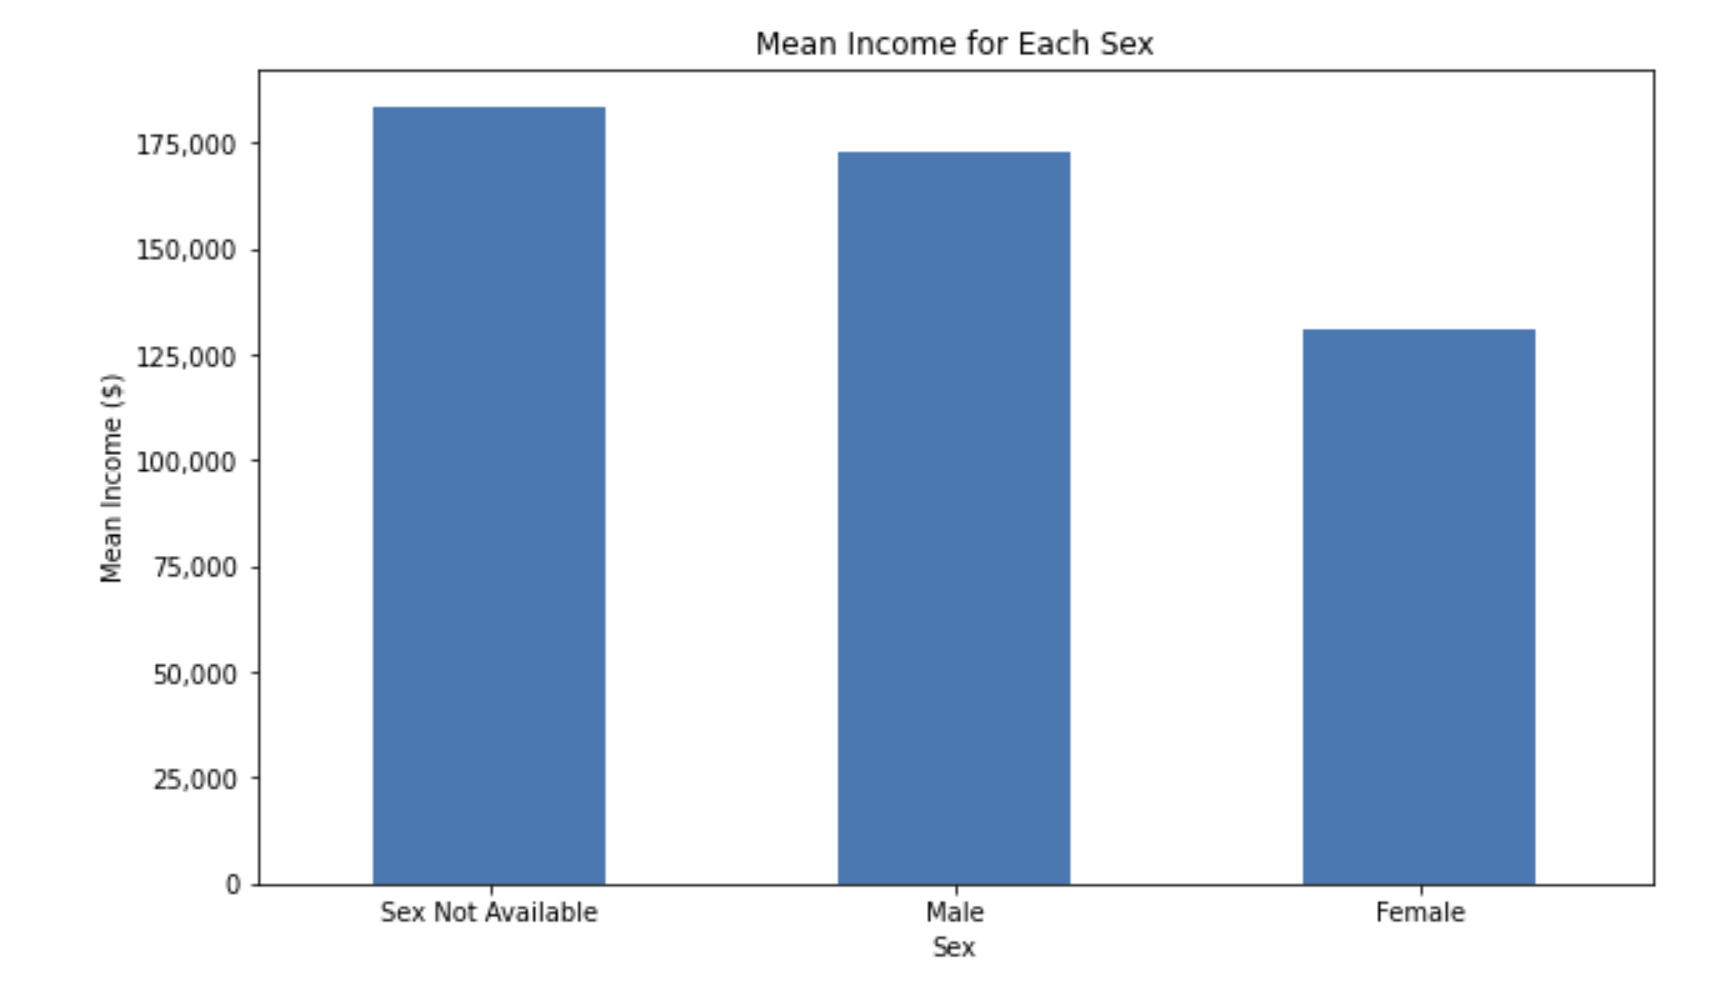 Mean Income for Each Sex
Mean Income ($)
175,000
150,000
125,000
100,000
75,000
50,000
25,000
0
Sex Not Available
Male
Female
Sex